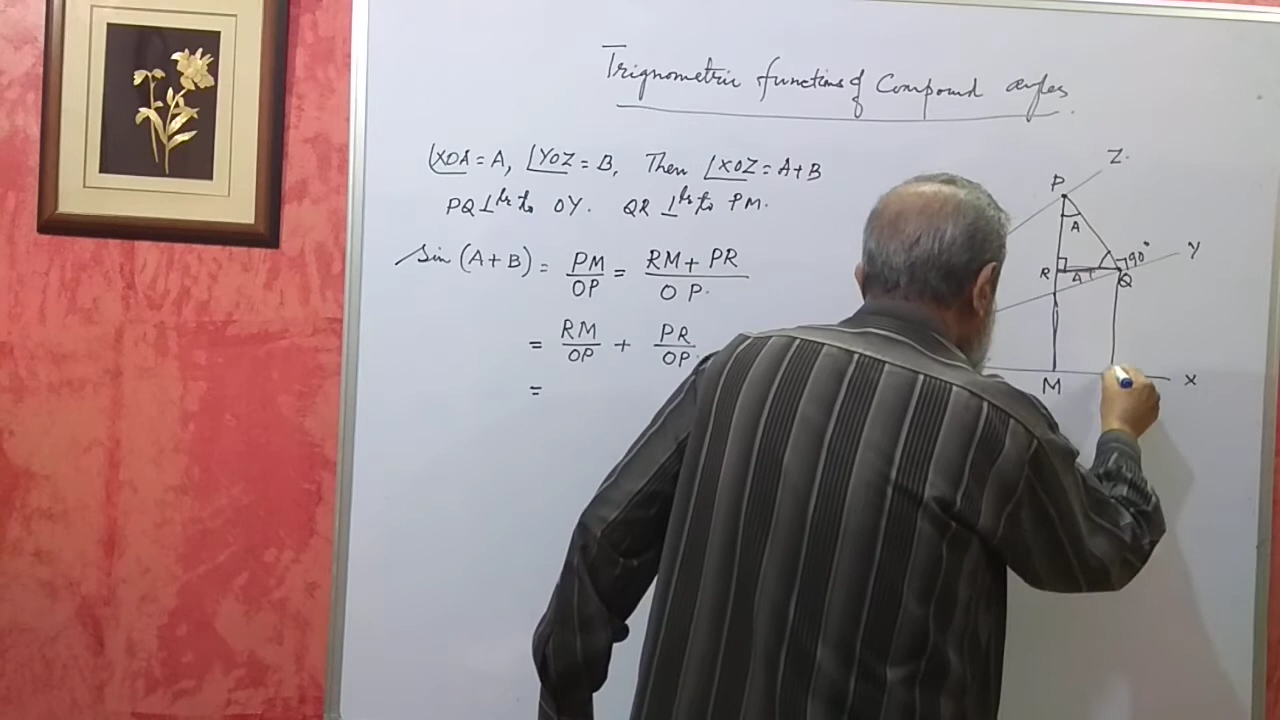 Trignometric functions of Compound angles.
∠XOA = A, ∠YOZ = B, Then ∠XOZ = A+B
PQ ⊥lr to OY. QR ⊥lr to PM.
Sin (A+B) = PM/OP = RM + PR/OP.
= RM/OP + PR/OP.
=
Z.
P
A
Y
90°
R
A
Q
M
X